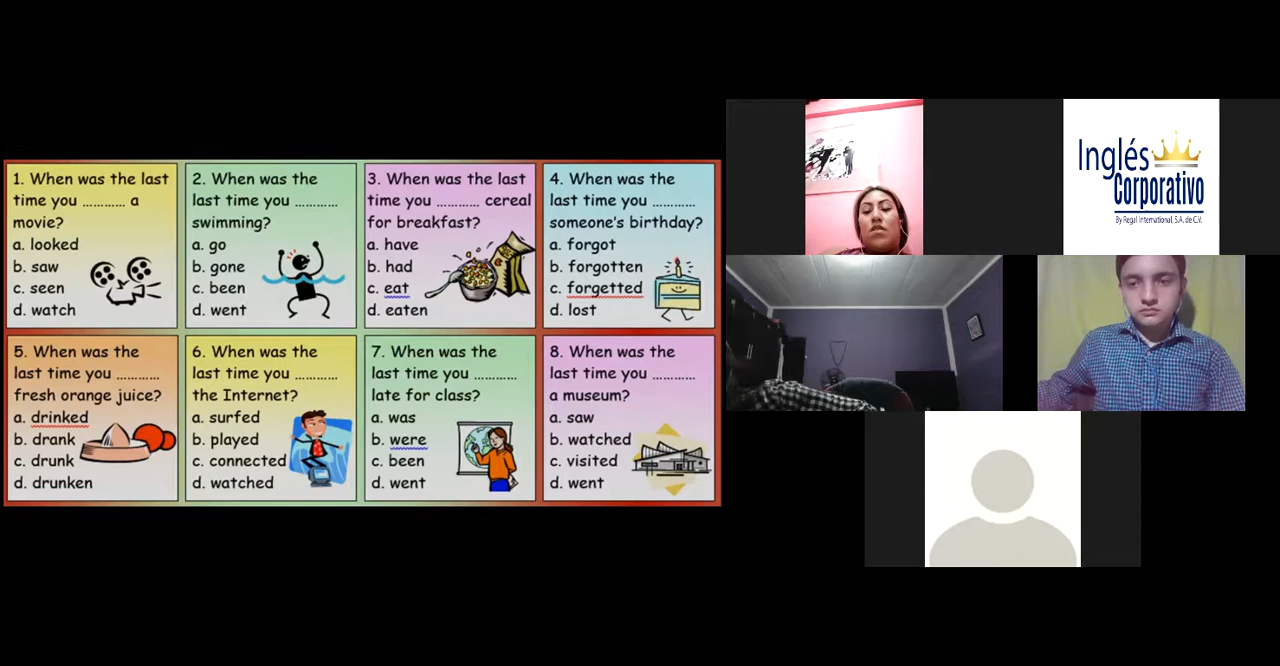 1. When was the last
time you ………… a
movie?
a. looked
b. saw
c. seen
d. watch
2. When was the
last time you …………
swimming?
a. go
b. gone
c. been
d. went
3. When was the last
time you ………… cereal
for breakfast?
a. have
b. had
c. eat
d. eaten
4. When was the
last time you …………
someone's birthday?
a. forgot
b. forgotten
c. forgetted
d. lost
5. When was the
last time you …………
fresh orange juice?
a. drinked
b. drank
c. drunk
d. drunken
6. When was the
last time you …………
the Internet?
a. surfed
b. played
c. connected
d. watched
7. When was the
last time you …………
late for class?
a. was
b. were
c. been
d. went
8. When was the
last time you …………
a museum?
a. saw
b. watched
c. visited
d. went
Inglés
Corporativo
By Regal International, S.A. de C.V.